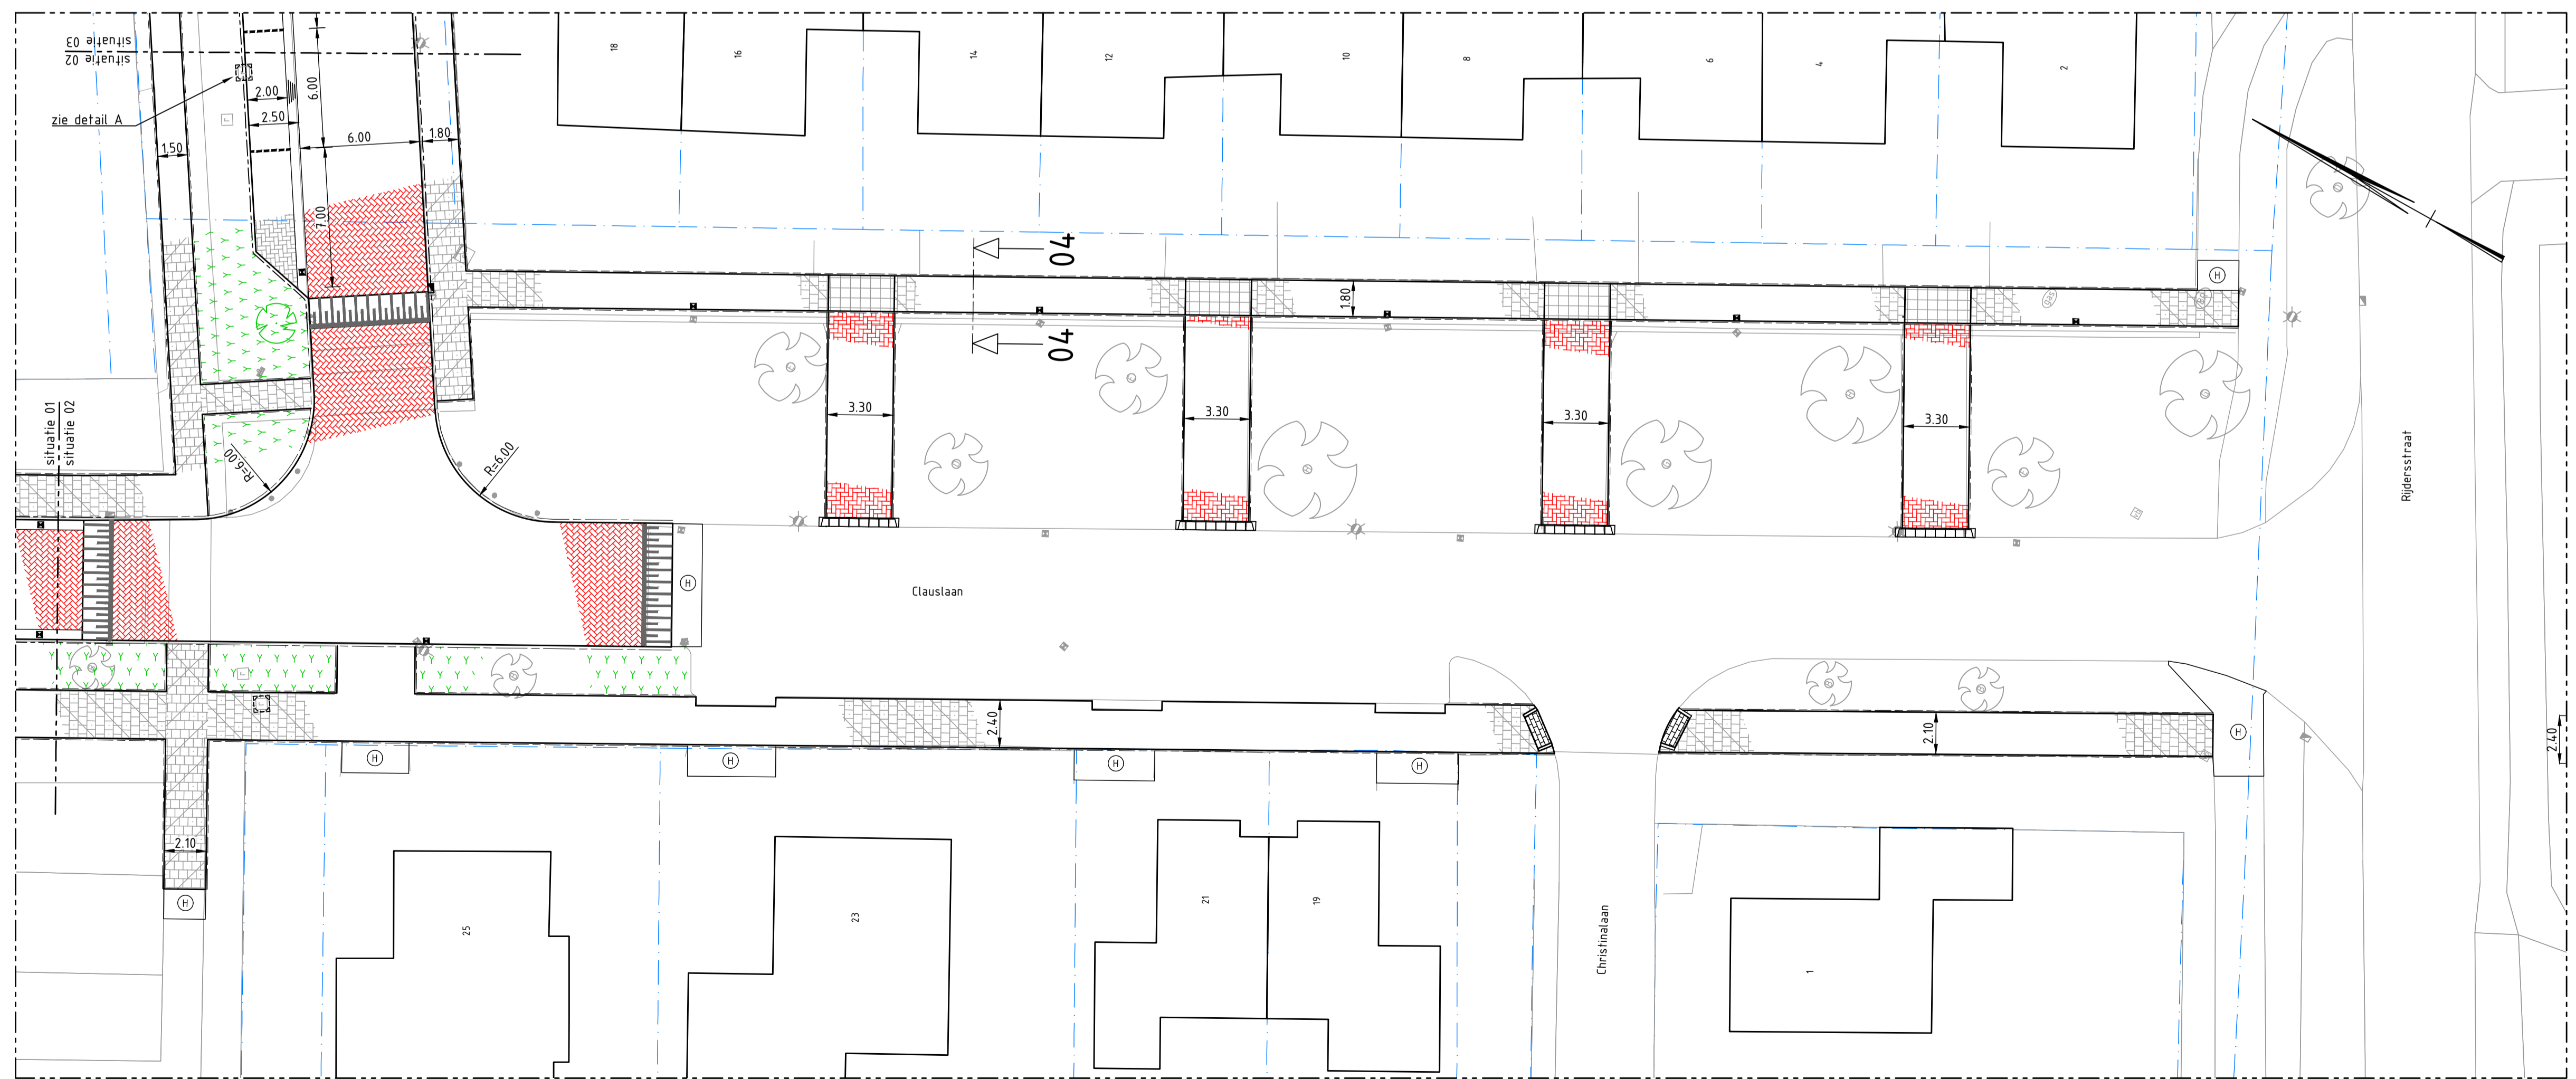 situatie 03
situatie 02
zie detail A
2.00
2.50
6.00
6.00
1.80
1.50
7.00
18
16
14
12
10
8
6
4
2
04
04
1.80
H
gas
situatie 01
situatie 02
R=6.00
R=6.00
3.30
3.30
3.30
3.30
Rijdersstraat
H
Clauslaan
2.40
2.10
H
2.40
H
H
H
H
2.10
H
25
23
21
19
Christinalaan
1